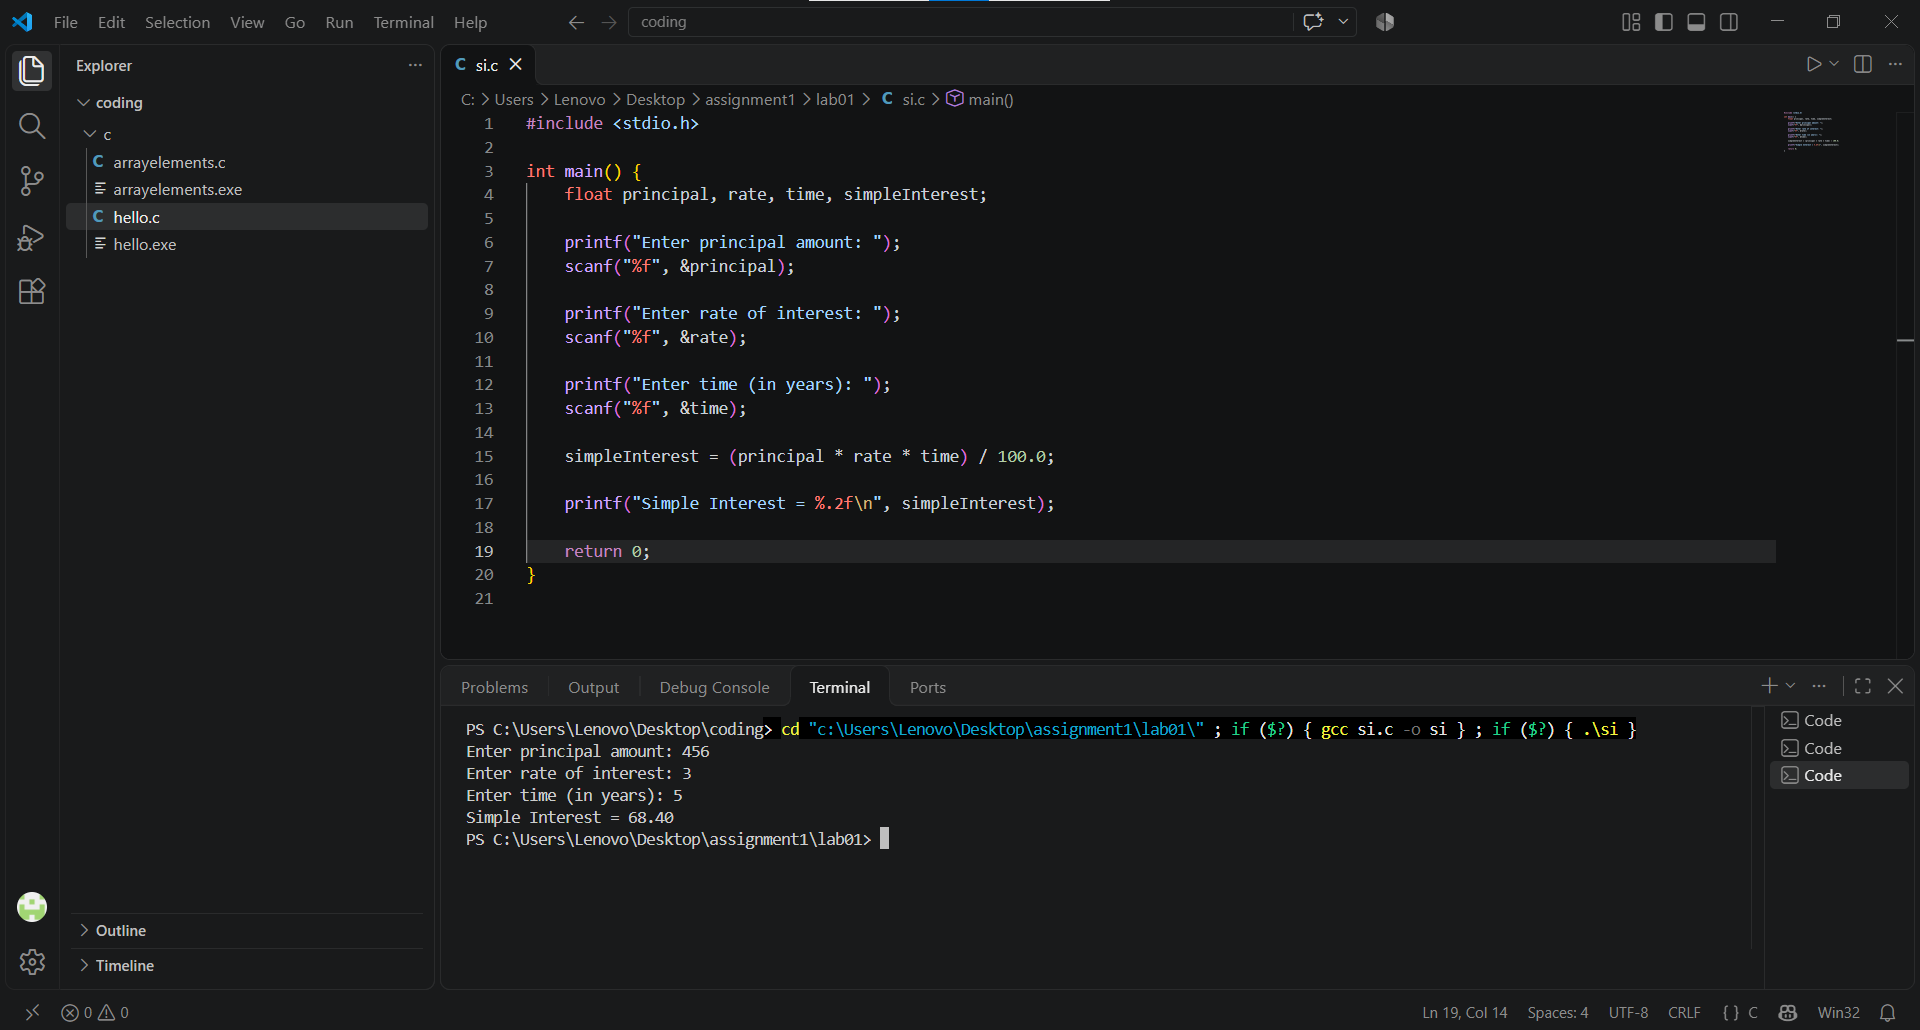 File Edit Selection View Go Run Terminal Help
coding
Explorer
coding
c
C arrayelements.c
arrayelements.exe
C hello.c
hello.exe
Outline
Timeline
C si.c
C: > Users > Lenovo > Desktop > assignment1 > lab01 > C si.c > main()
1 #include <stdio.h>
2
3 int main() {
4 float principal, rate, time, simpleInterest;
5
6 printf("Enter principal amount: ");
7 scanf("%f", &principal);
8
9 printf("Enter rate of interest: ");
10 scanf("%f", &rate);
11
12 printf("Enter time (in years): ");
13 scanf("%f", &time);
14
15 simpleInterest = (principal * rate * time) / 100.0;
16
17 printf("Simple Interest = %.2f\n", simpleInterest);
18
19 return 0;
20 }
21
Problems Output Debug Console Terminal Ports
PS C:\Users\Lenovo\Desktop\coding> cd "c:\Users\Lenovo\Desktop\assignment1\lab01\" ; if ($?) { gcc si.c -o si } ; if ($?) { .\si }
Enter principal amount: 456
Enter rate of interest: 3
Enter time (in years): 5
Simple Interest = 68.40
PS C:\Users\Lenovo\Desktop\assignment1\lab01>
Code
Code
Code
0 0
Ln 19, Col 14 Spaces: 4 UTF-8 CRLF { } C Win32